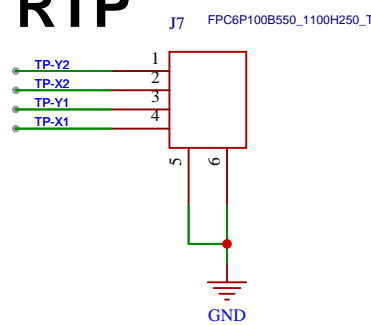 RTP
J7 FPC6P100B550_1100H250_T
TP-Y2 1
TP-X2 2
TP-Y1 3
TP-X1 4
5 6
GND